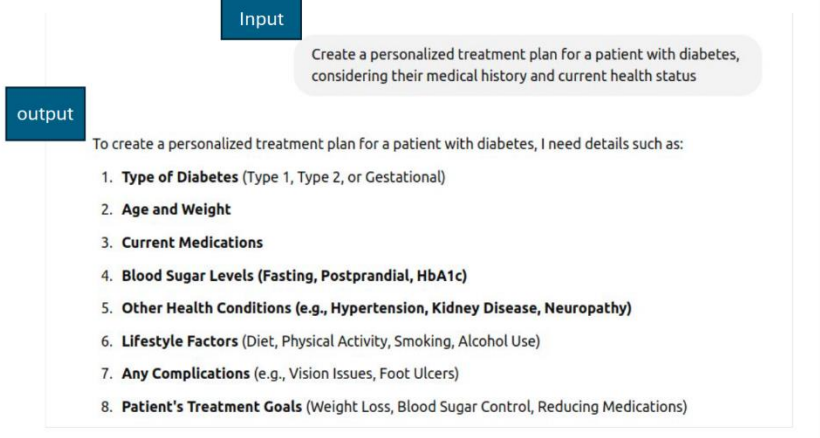 Input
Create a personalized treatment plan for a patient with diabetes,
considering their medical history and current health status
output
To create a personalized treatment plan for a patient with diabetes, I need details such as:
1. Type of Diabetes (Type 1, Type 2, or Gestational)
2. Age and Weight
3. Current Medications
4. Blood Sugar Levels (Fasting, Postprandial, HbA1c)
5. Other Health Conditions (e.g., Hypertension, Kidney Disease, Neuropathy)
6. Lifestyle Factors (Diet, Physical Activity, Smoking, Alcohol Use)
7. Any Complications (e.g., Vision Issues, Foot Ulcers)
8. Patient's Treatment Goals (Weight Loss, Blood Sugar Control, Reducing Medications)